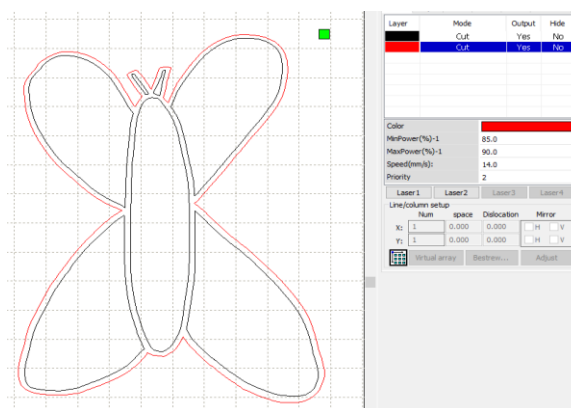 Layer Mode Output Hide
Cut Yes No
Cut Yes No
Color
MinPower(%)-1 85.0
MaxPower(%)-1 90.0
Speed(mm/s): 14.0
Priority 2
Laser1 Laser2 Laser3 Laser4
Line/column setup
Num space Dislocation Mirror
X: 1 0.000 0.000 H V
Y: 1 0.000 0.000 H V
Virtual array Bestrew... Adjust